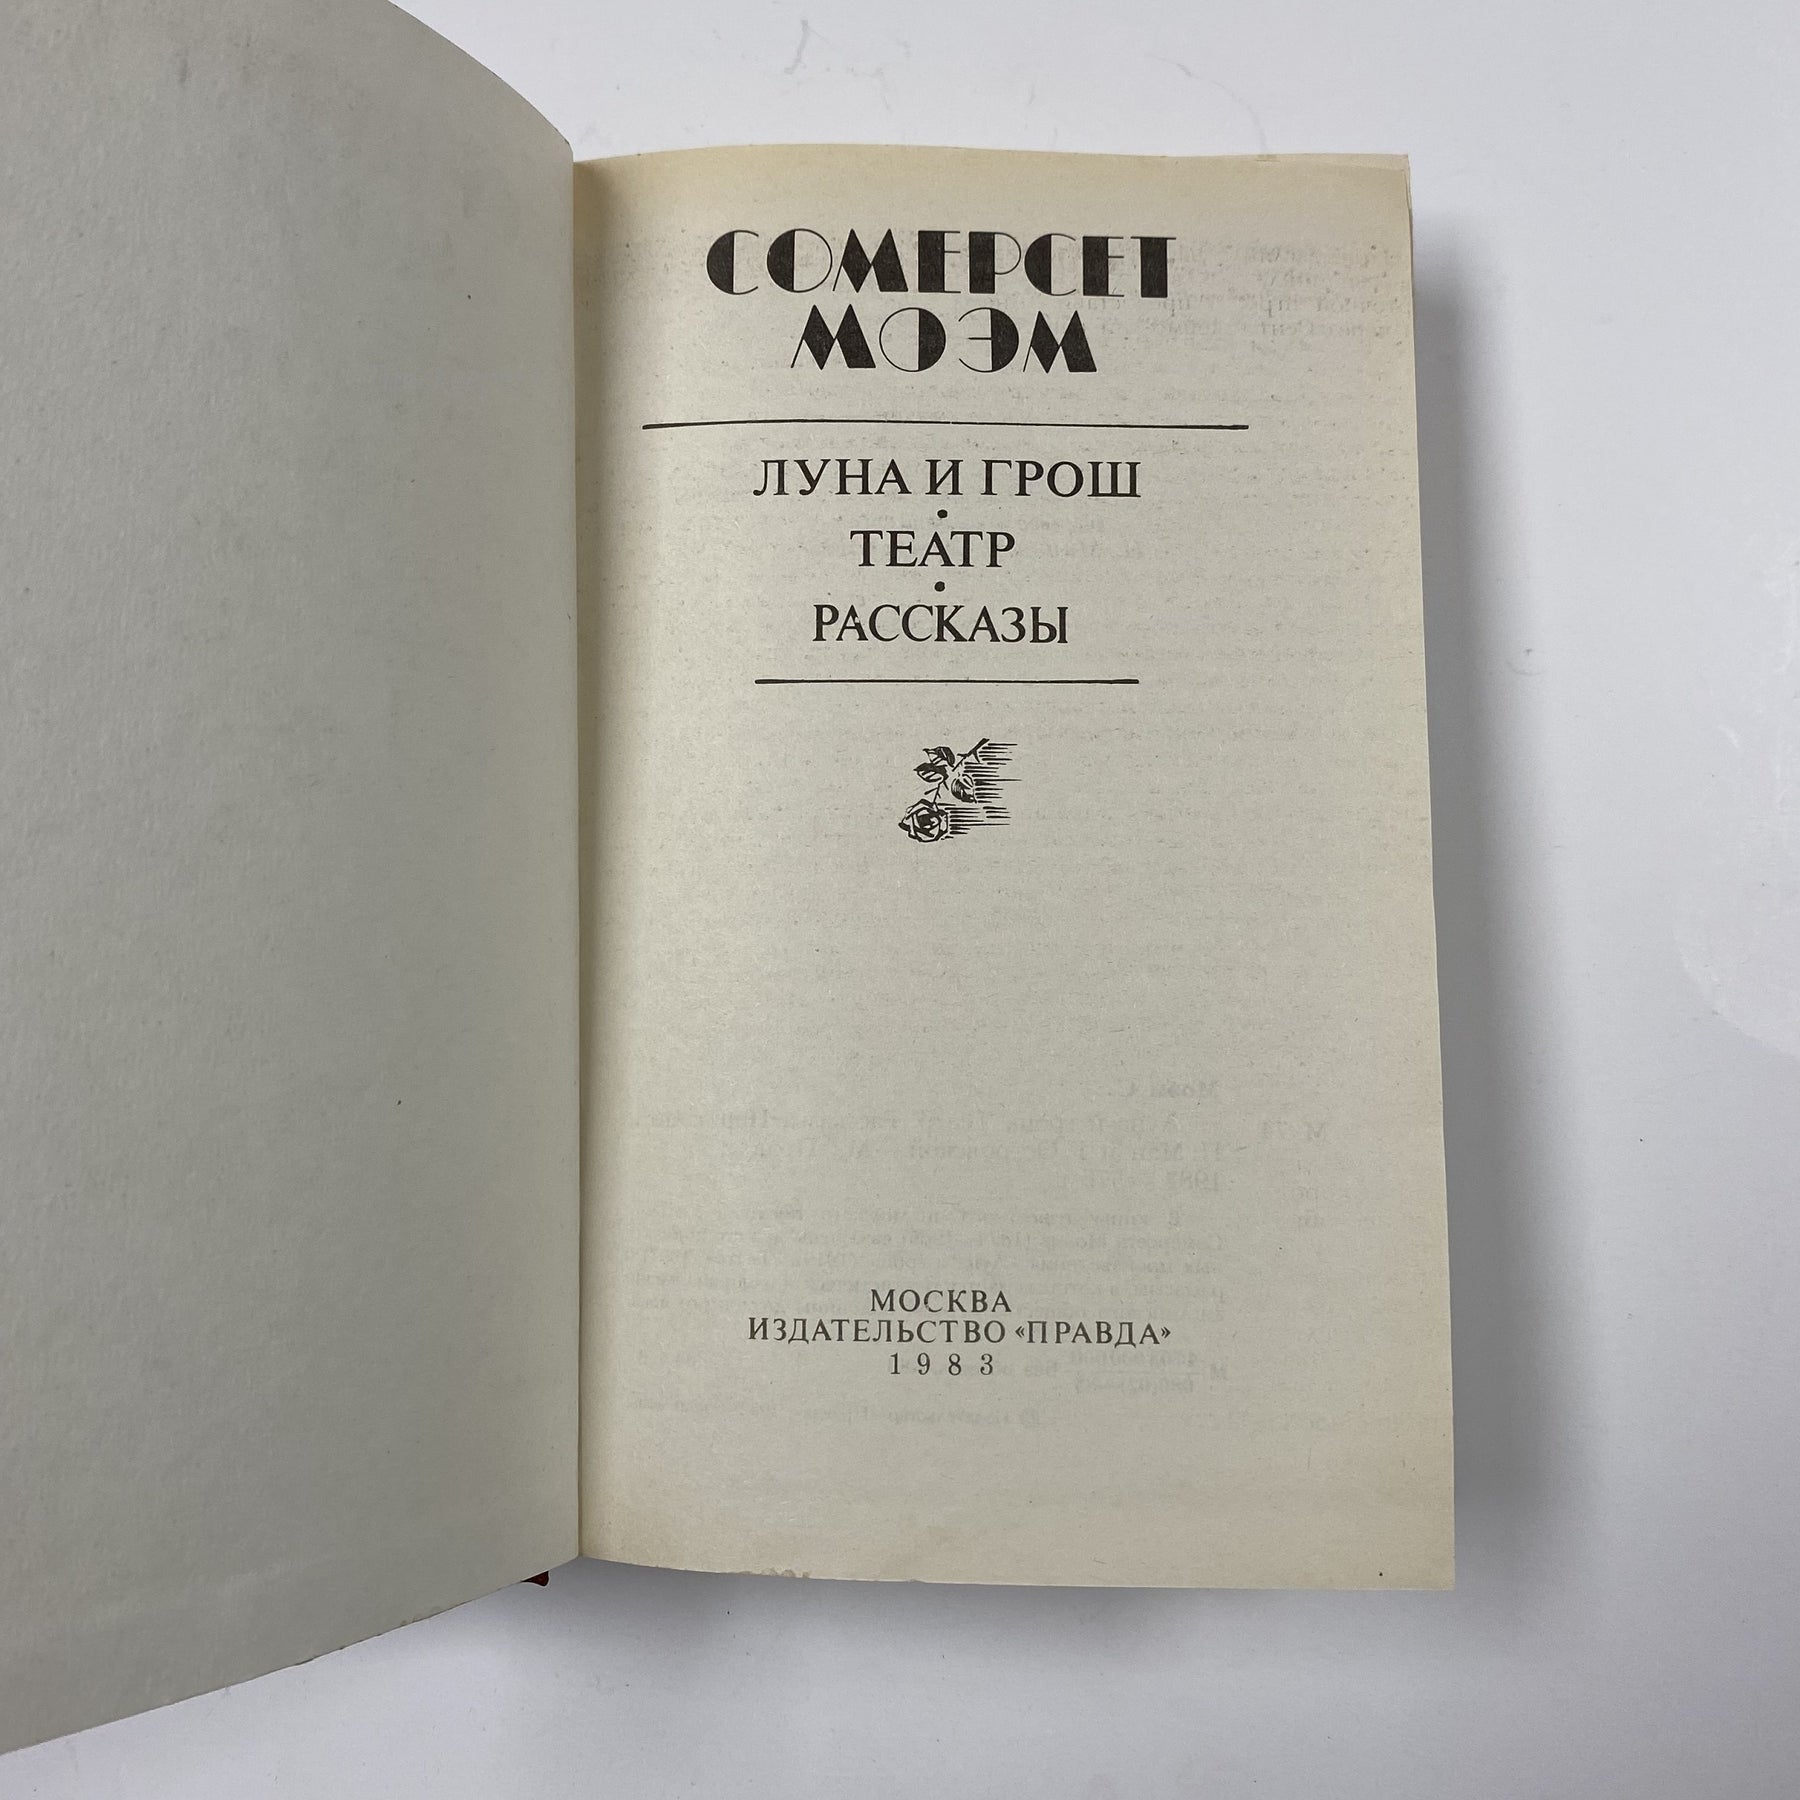 СОМЕРСЕТ
МОЭМ
ЛУНА И ГРОШ
ТЕАТР
РАССКАЗЫ
МОСКВА
ИЗДАТЕЛЬСТВО «ПРАВДА»
1983